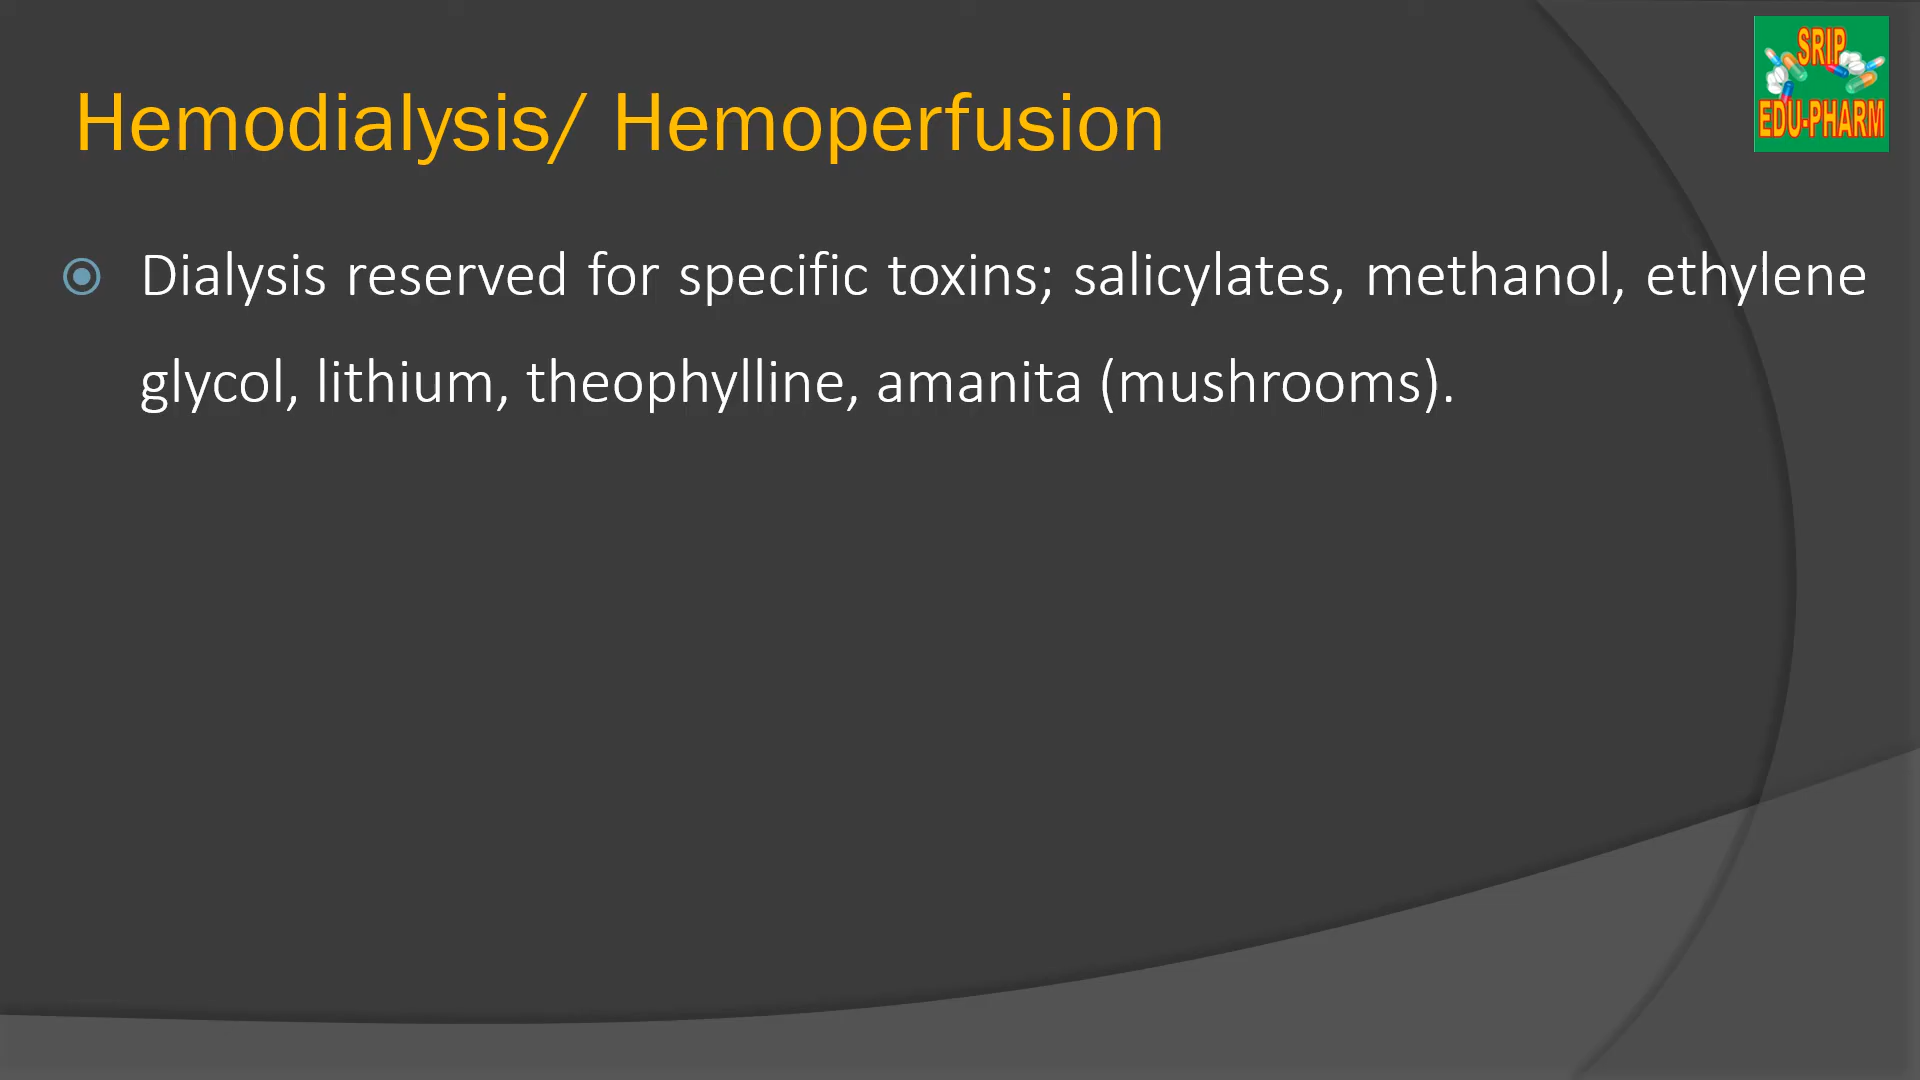 SRIP
EDU-PHARM
Hemodialysis/ Hemoperfusion
Dialysis reserved for specific toxins; salicylates, methanol, ethylene
glycol, lithium, theophylline, amanita (mushrooms).